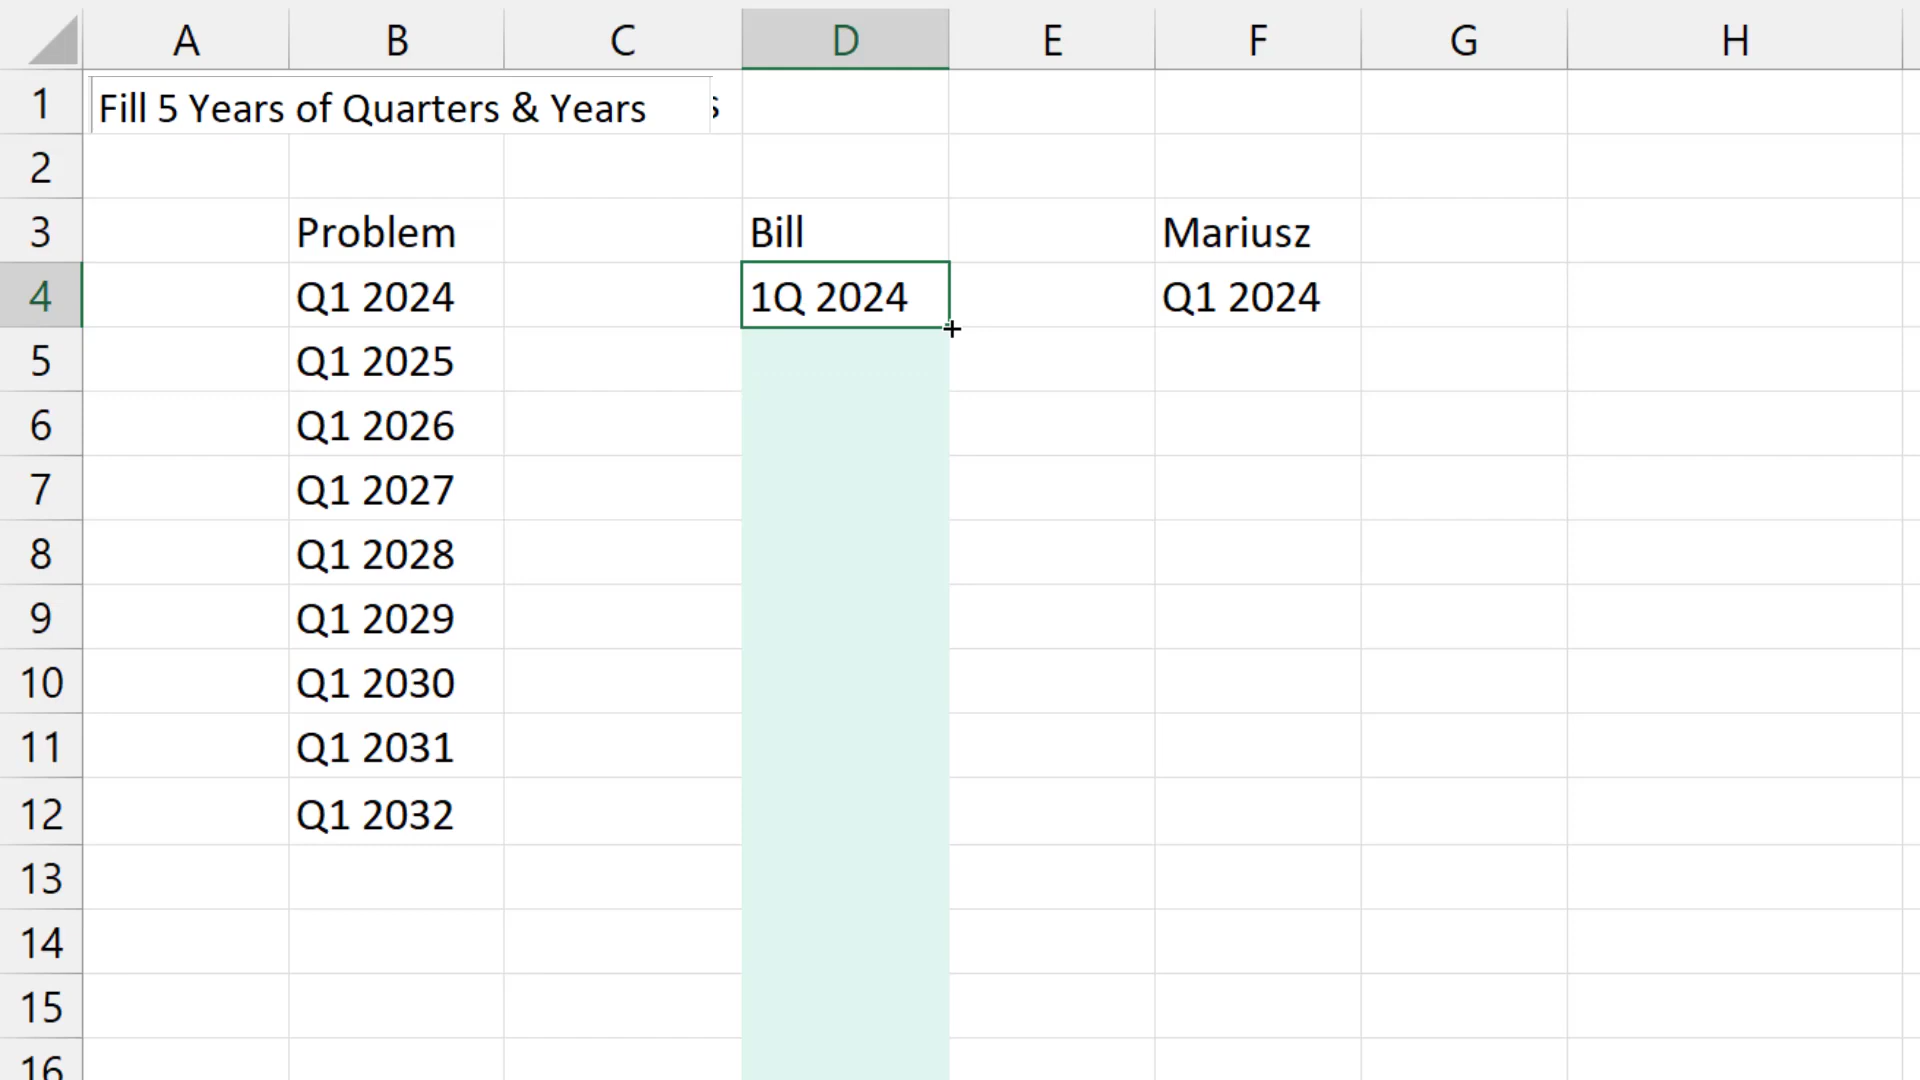 A B C D E F G H
1 Fill 5 Years of Quarters & Years s
2
3 Problem Bill Mariusz
4 Q1 2024 1Q 2024 Q1 2024
5 Q1 2025
6 Q1 2026
7 Q1 2027
8 Q1 2028
9 Q1 2029
10 Q1 2030
11 Q1 2031
12 Q1 2032
13
14
15
16